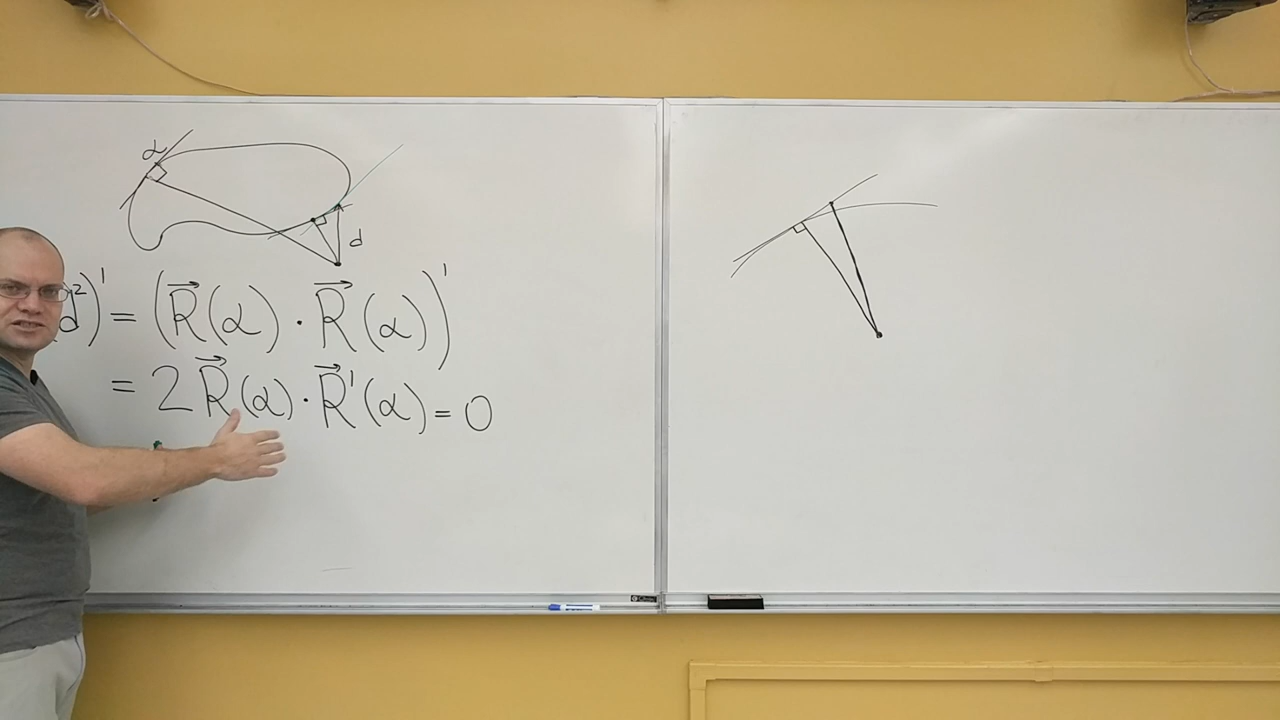 α
d
d²)' = (R⃗(α) · R⃗(α))'
= 2R⃗(α) · R⃗'(α) = 0